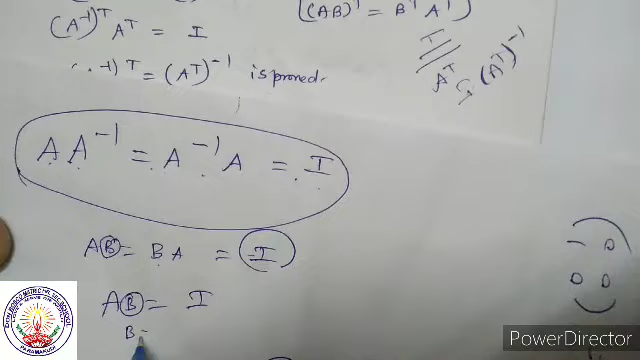 [(AB)ᵀ = Bᵀ Aᵀ]
(A⁻¹)ᵀ Aᵀ = I
⁻¹)ᵀ = (Aᵀ)⁻¹ is proved.
Aᵀ (Aᵀ)⁻¹
A A⁻¹ = A⁻¹ A = I
AB = BA = I
AB = I
B =
PARAMAKUDI
PowerDirector